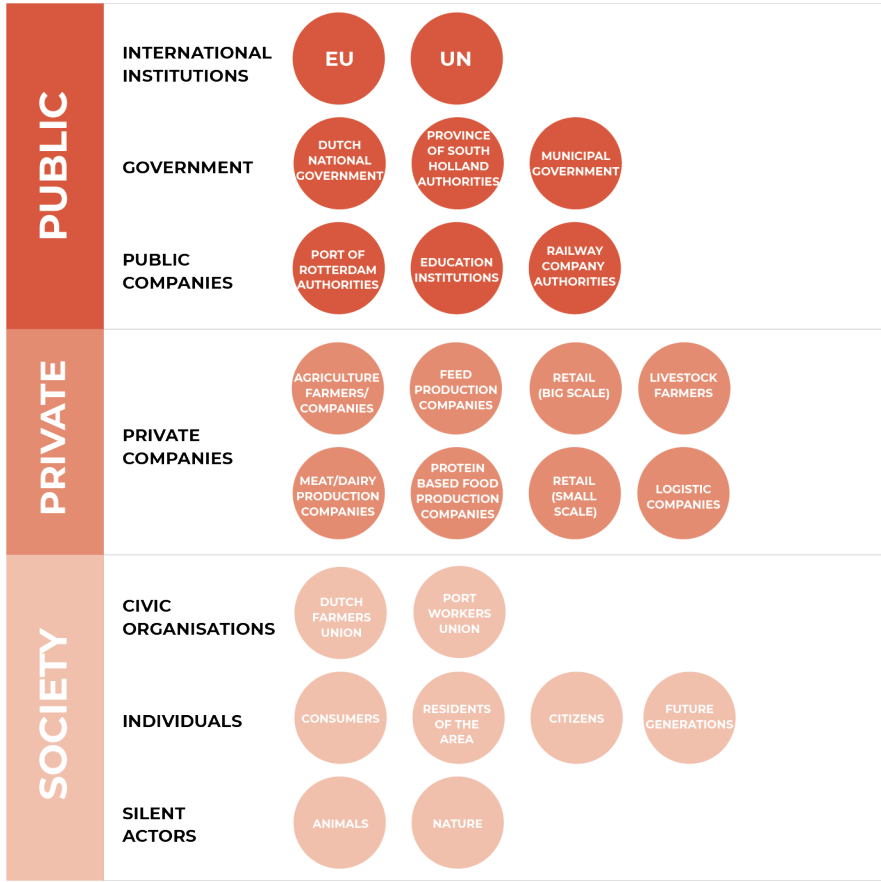 PUBLIC
INTERNATIONAL
INSTITUTIONS
EU
UN
GOVERNMENT
DUTCH
NATIONAL
GOVERNMENT
PROVINCE
OF SOUTH
HOLLAND
AUTHORITIES
MUNICIPAL
GOVERNMENT
PUBLIC
COMPANIES
PORT OF
ROTTERDAM
AUTHORITIES
EDUCATION
INSTITUTIONS
RAILWAY
COMPANY
AUTHORITIES
PRIVATE
PRIVATE
COMPANIES
AGRICULTURE
FARMERS/
COMPANIES
FEED
PRODUCTION
COMPANIES
RETAIL
(BIG SCALE)
LIVESTOCK
FARMERS
MEAT/DAIRY
PRODUCTION
COMPANIES
PROTEIN
BASED FOOD
PRODUCTION
COMPANIES
RETAIL
(SMALL
SCALE)
LOGISTIC
COMPANIES
SOCIETY
CIVIC
ORGANISATIONS
DUTCH
FARMERS
UNION
PORT
WORKERS
UNION
INDIVIDUALS
CONSUMERS
RESIDENTS
OF THE
AREA
CITIZENS
FUTURE
GENERATIONS
SILENT
ACTORS
ANIMALS
NATURE